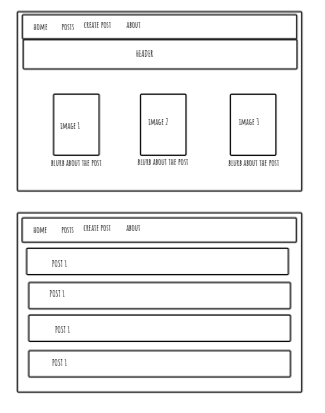 HOME POSTS CREATE POST ABOUT
HEADER
IMAGE 1 IMAGE 2 IMAGE 3
BLURB ABOUT THE POST BLURB ABOUT THE POST BLURB ABOUT THE POST
HOME POSTS CREATE POST ABOUT
POST 1
POST 1
POST 1
POST 1